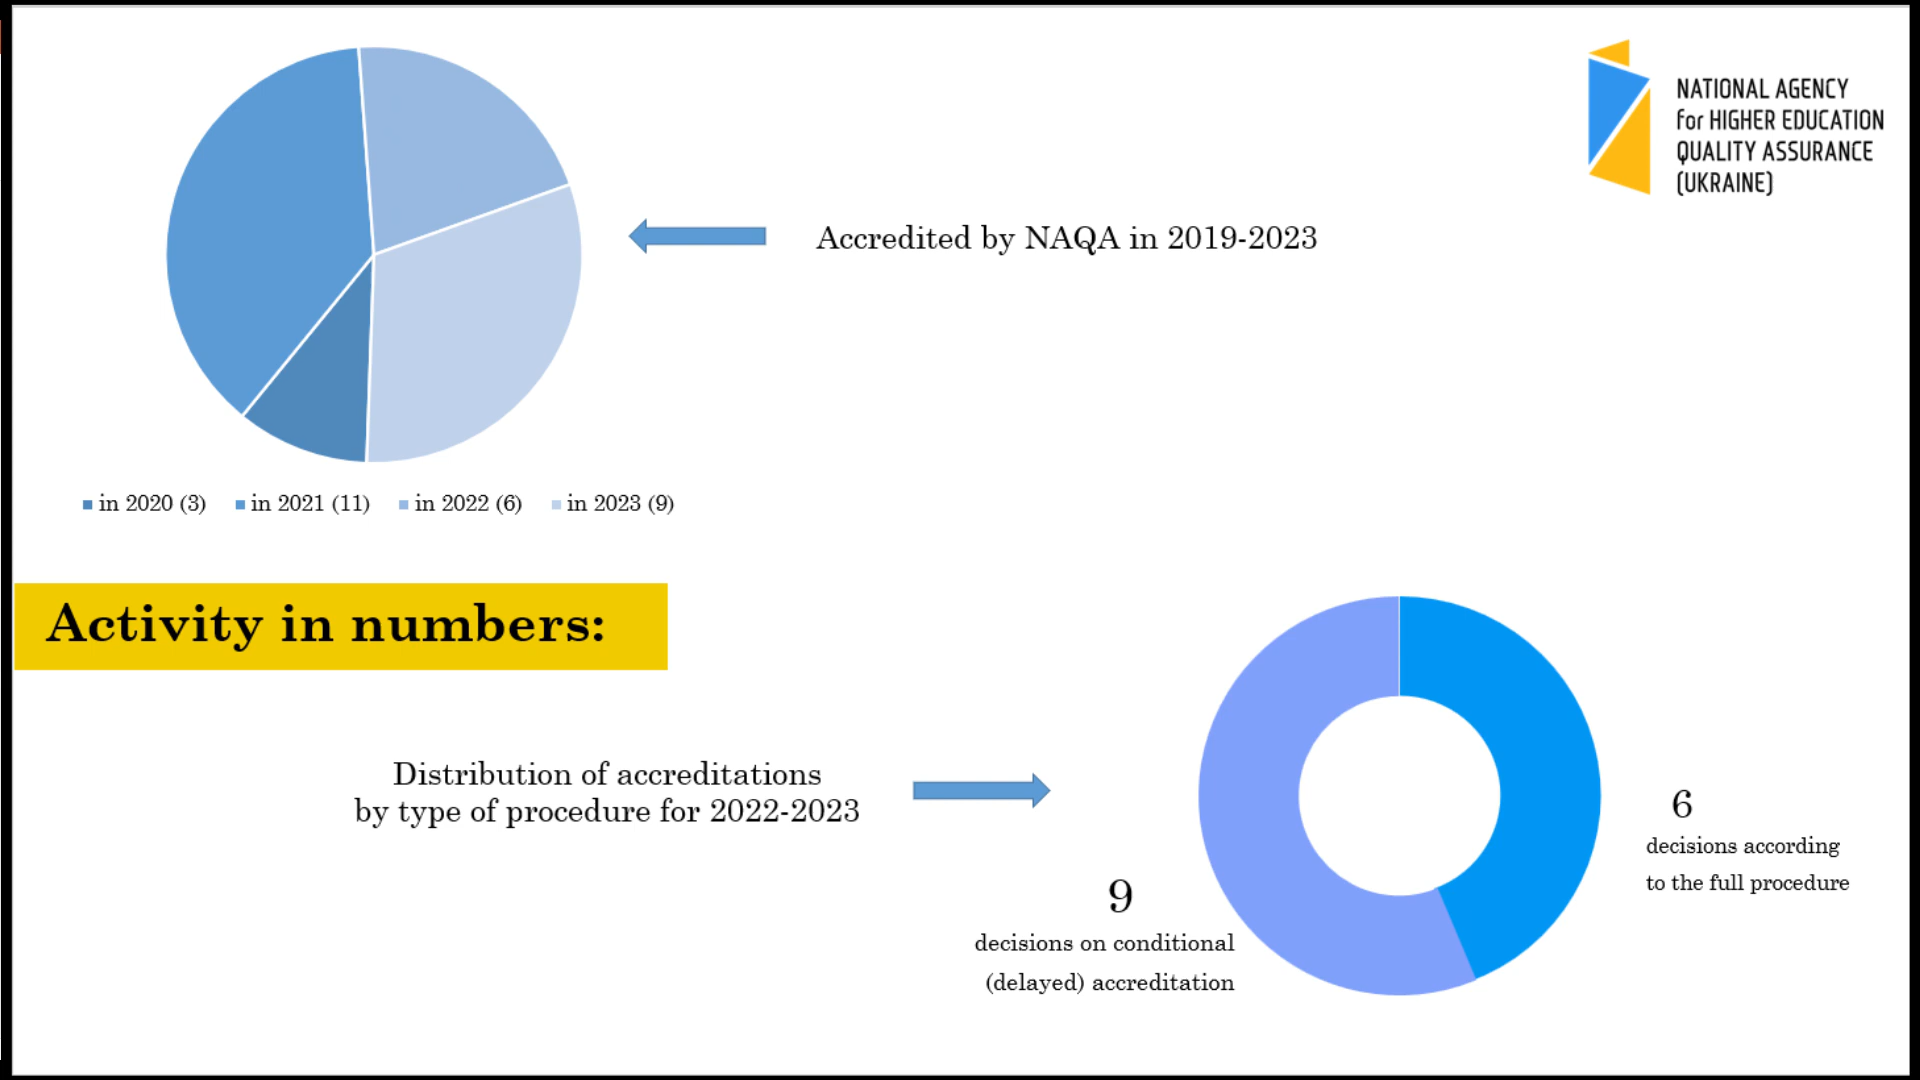 NATIONAL AGENCY
for HIGHER EDUCATION
QUALITY ASSURANCE
(UKRAINE)
Accredited by NAQA in 2019-2023
in 2020 (3)
in 2021 (11)
in 2022 (6)
in 2023 (9)
Activity in numbers:
Distribution of accreditations
by type of procedure for 2022-2023
6
decisions according
to the full procedure
9
decisions on conditional
(delayed) accreditation